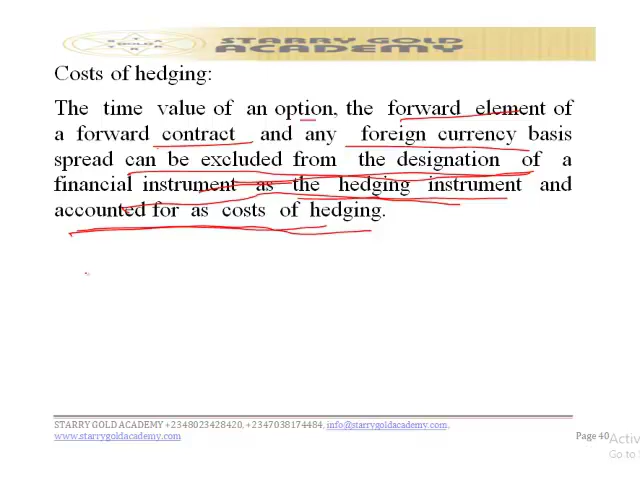 STARRY GOLD
ACADEMY
Costs of hedging:
The time value of an option, the forward element of
a forward contract and any foreign currency basis
spread can be excluded from the designation of a
financial instrument as the hedging instrument and
accounted for as costs of hedging.
STARRY GOLD ACADEMY +2348023428420, +2347038174484, info@starrygoldacademy.com,
www.starrygoldacademy.com
Page 40
Activ
Go to S